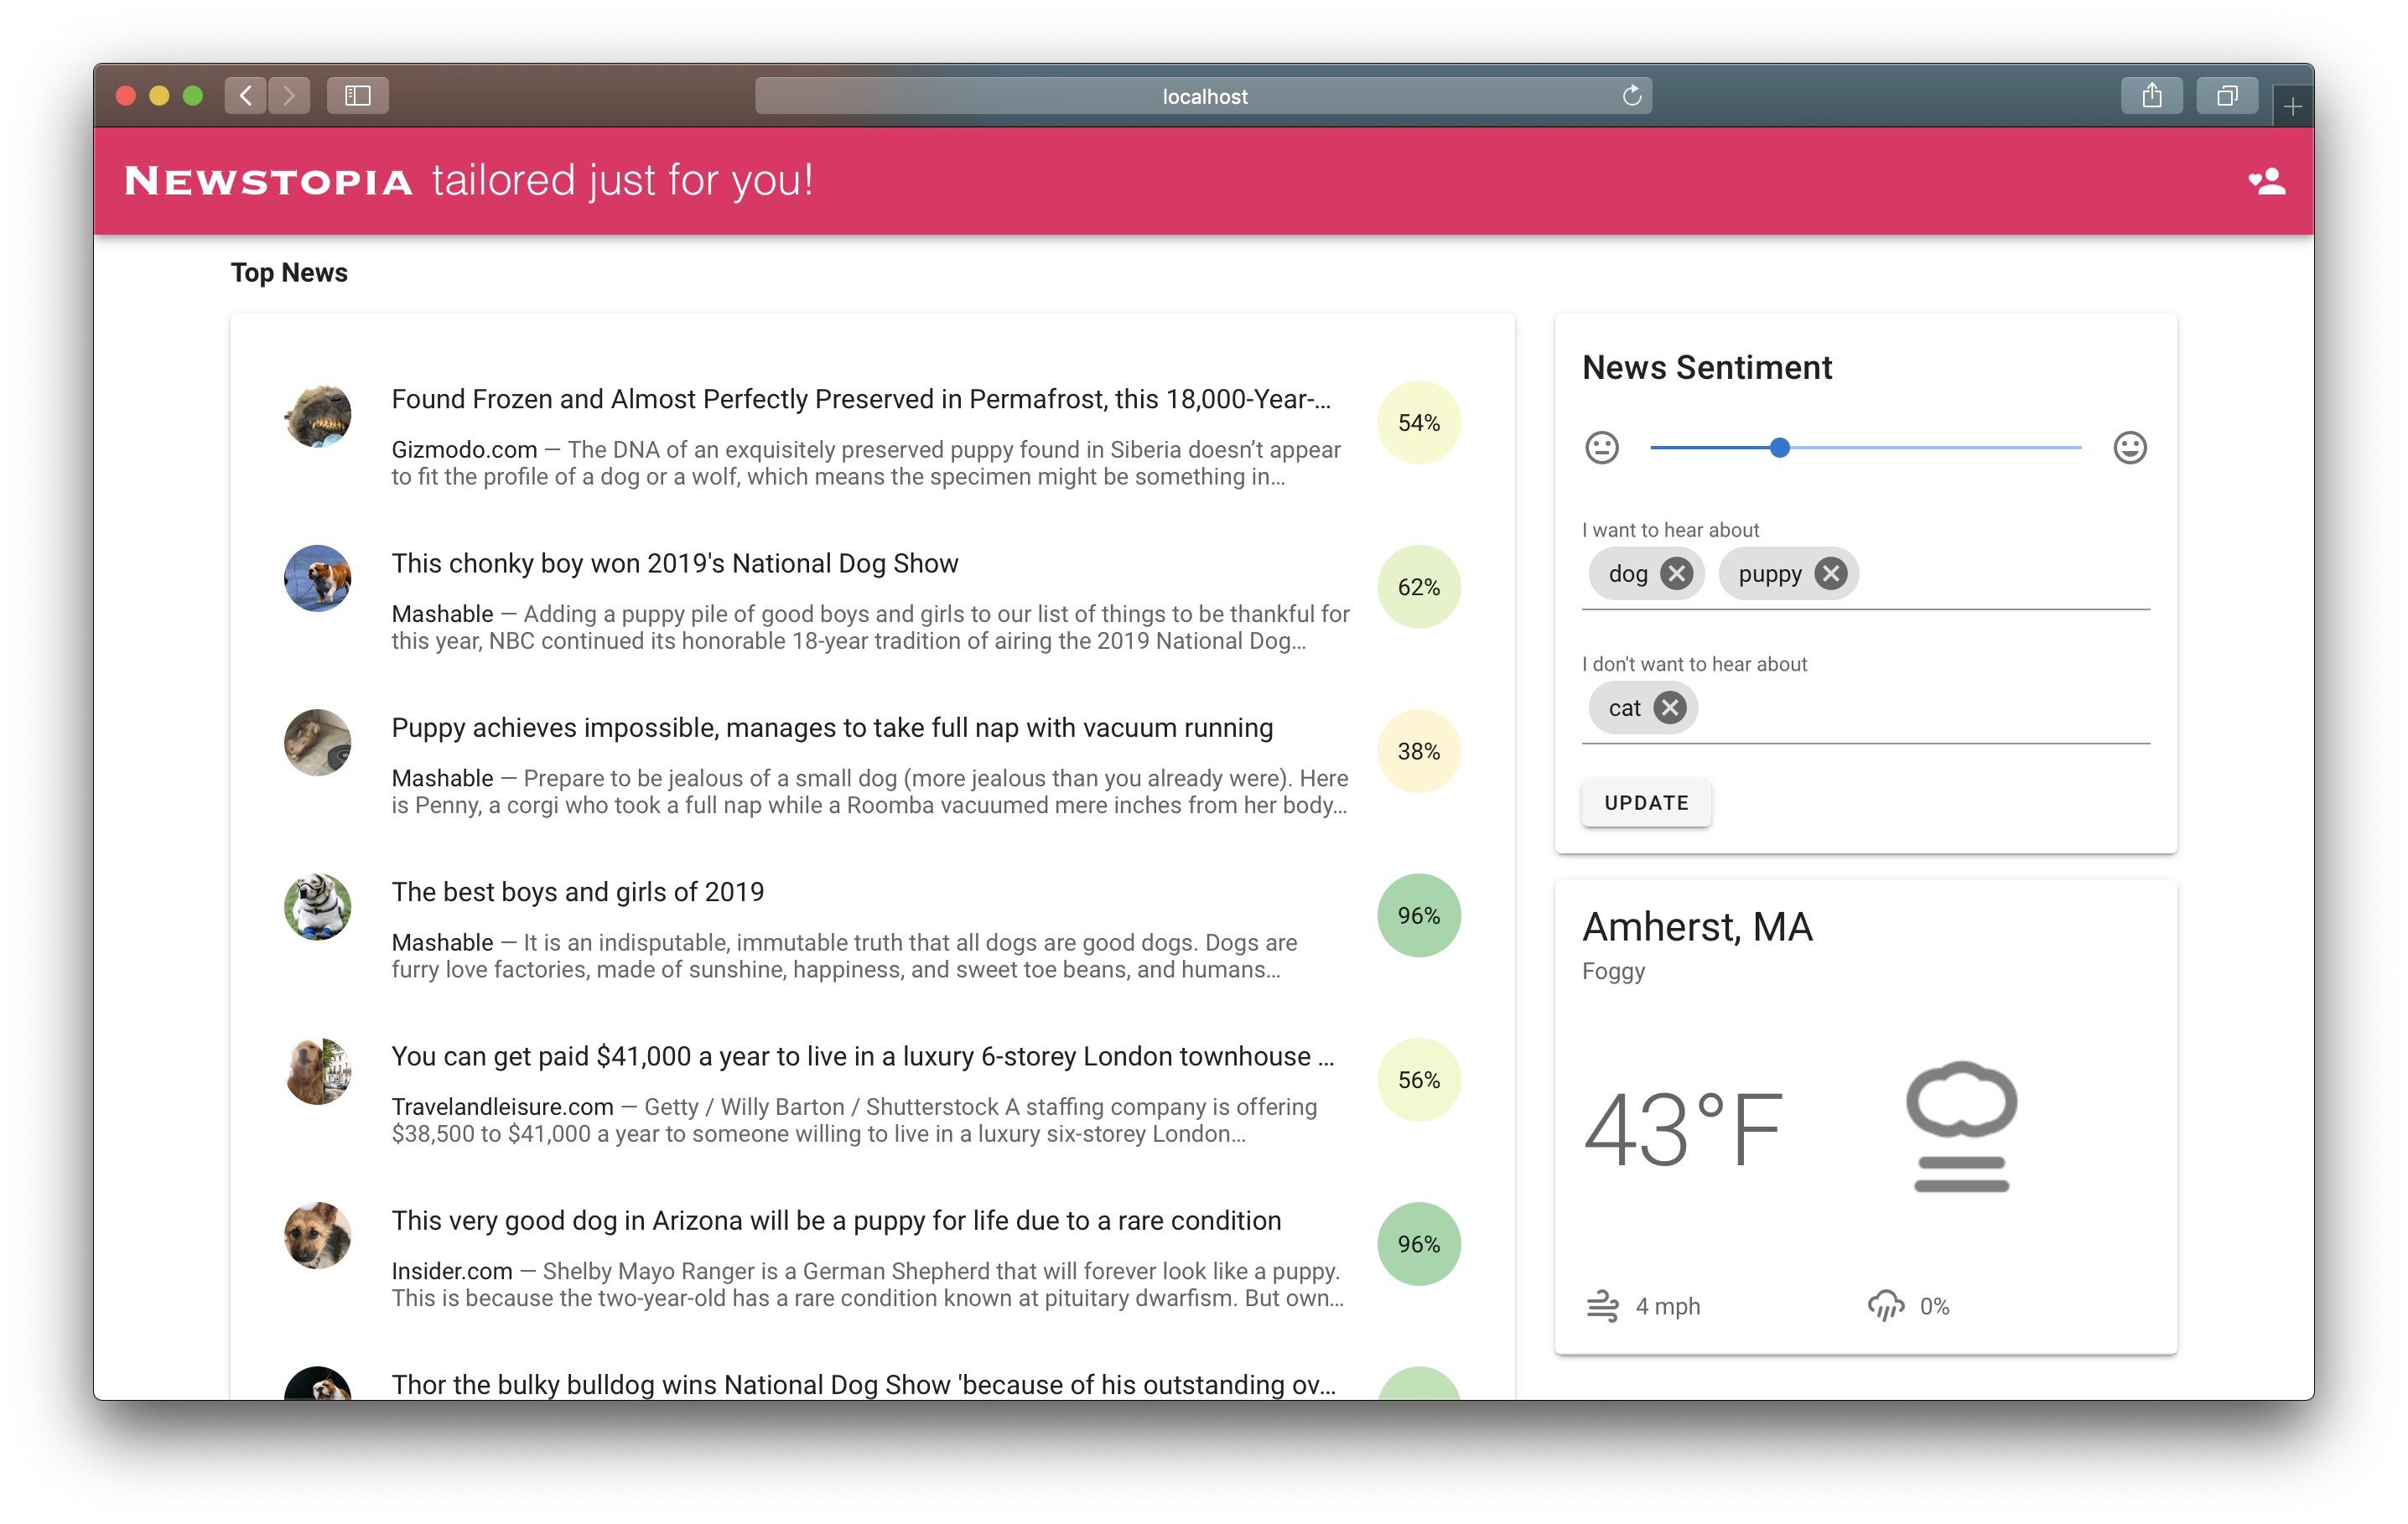 localhost
Newstopia tailored just for you!
Top News
Found Frozen and Almost Perfectly Preserved in Permafrost, this 18,000-Year-...
Gizmodo.com — The DNA of an exquisitely preserved puppy found in Siberia doesn’t appear
to fit the profile of a dog or a wolf, which means the specimen might be something in...
54%
This chonky boy won 2019's National Dog Show
Mashable — Adding a puppy pile of good boys and girls to our list of things to be thankful for
this year, NBC continued its honorable 18-year tradition of airing the 2019 National Dog...
62%
Puppy achieves impossible, manages to take full nap with vacuum running
Mashable — Prepare to be jealous of a small dog (more jealous than you already were). Here
is Penny, a corgi who took a full nap while a Roomba vacuumed mere inches from her body...
38%
The best boys and girls of 2019
Mashable — It is an indisputable, immutable truth that all dogs are good dogs. Dogs are
furry love factories, made of sunshine, happiness, and sweet toe beans, and humans...
96%
You can get paid $41,000 a year to live in a luxury 6-storey London townhouse ...
Travelandleisure.com — Getty / Willy Barton / Shutterstock A staffing company is offering
$38,500 to $41,000 a year to someone willing to live in a luxury six-storey London...
56%
This very good dog in Arizona will be a puppy for life due to a rare condition
Insider.com — Shelby Mayo Ranger is a German Shepherd that will forever look like a puppy.
This is because the two-year-old has a rare condition known at pituitary dwarfism. But own...
96%
Thor the bulky bulldog wins National Dog Show 'because of his outstanding ov...
News Sentiment
I want to hear about
dog puppy
I don't want to hear about
cat
UPDATE
Amherst, MA
Foggy
43°F
4 mph 0%